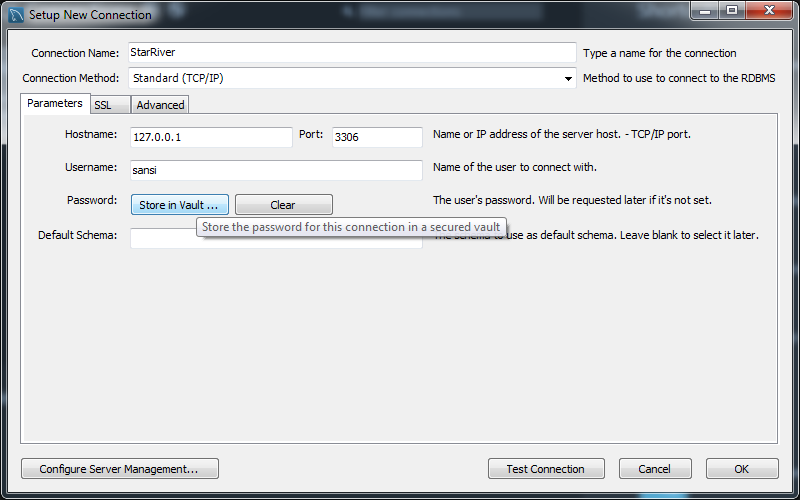 Setup New Connection
Connection Name: StarRiver Type a name for the connection
Connection Method: Standard (TCP/IP) Method to use to connect to the RDBMS
Parameters SSL Advanced
Hostname: 127.0.0.1 Port: 3306 Name or IP address of the server host. - TCP/IP port.
Username: sansi Name of the user to connect with.
Password: Store in Vault ... Clear The user's password. Will be requested later if it's not set.
Store the password for this connection in a secured vault
Default Schema: The schema to use as default schema. Leave blank to select it later.
Configure Server Management... Test Connection Cancel OK